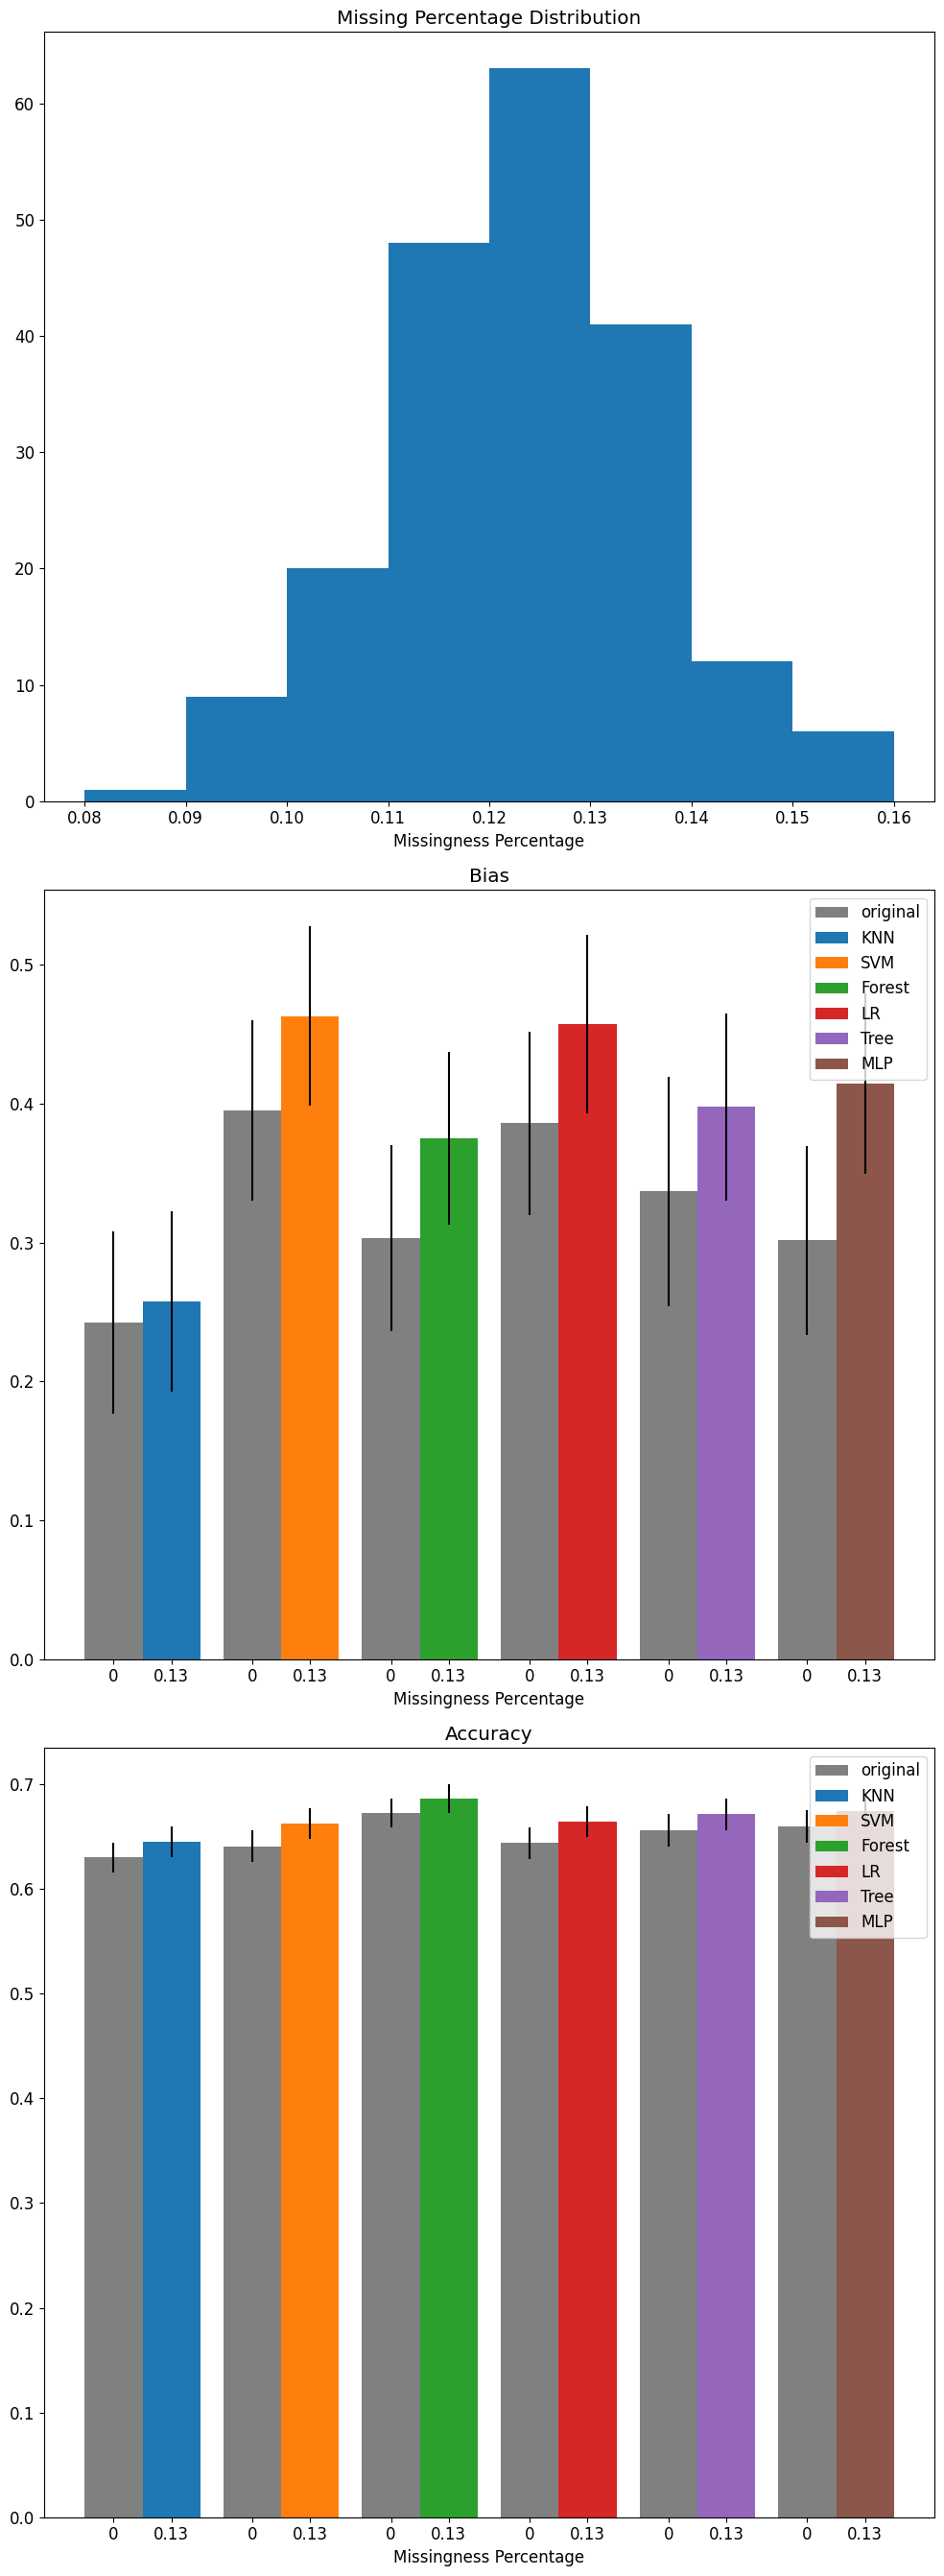 Missing Percentage Distribution
60
50
40
30
20
10
0
0.08 0.09 0.10 0.11 0.12 0.13 0.14 0.15 0.16
Missingness Percentage
Bias
original
KNN
SVM
Forest
LR
Tree
MLP
0.5
0.4
0.3
0.2
0.1
0.0
0 0.13 0 0.13 0 0.13 0 0.13 0 0.13 0 0.13
Missingness Percentage
Accuracy
original
KNN
SVM
Forest
LR
Tree
MLP
0.7
0.6
0.5
0.4
0.3
0.2
0.1
0.0
0 0.13 0 0.13 0 0.13 0 0.13 0 0.13 0 0.13
Missingness Percentage